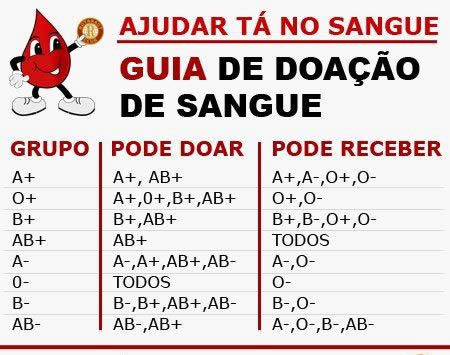 AJUDAR TÁ NO SANGUE
GUIA DE DOAÇÃO
DE SANGUE
GRUPO PODE DOAR PODE RECEBER
A+ A+, AB+ A+,A-,O+,O-
O+ A+,0+,B+,AB+ O+,O-
B+ B+,AB+ B+,B-,O+,O-
AB+ AB+ TODOS
A- A-,A+,AB+,AB- A-,O-
0- TODOS O-
B- B-,B+,AB+,AB- B-,O-
AB- AB-,AB+ A-,O-,B-,AB-